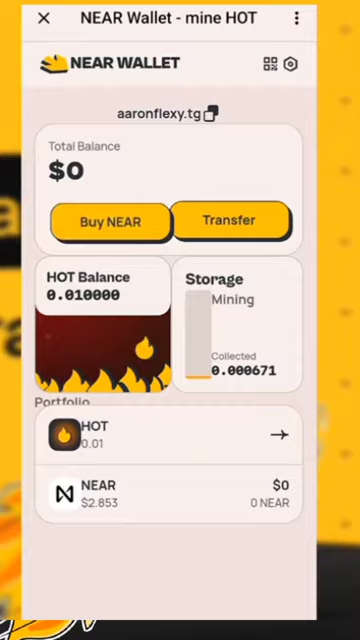 NEAR Wallet - mine HOT
NEAR WALLET
aaronflexy.tg
Total Balance
$0
Buy NEAR
Transfer
HOT Balance
0.010000
Storage
Mining
Collected
0.000671
Portfolio
HOT
0.01
NEAR
$0
$2.853
0 NEAR